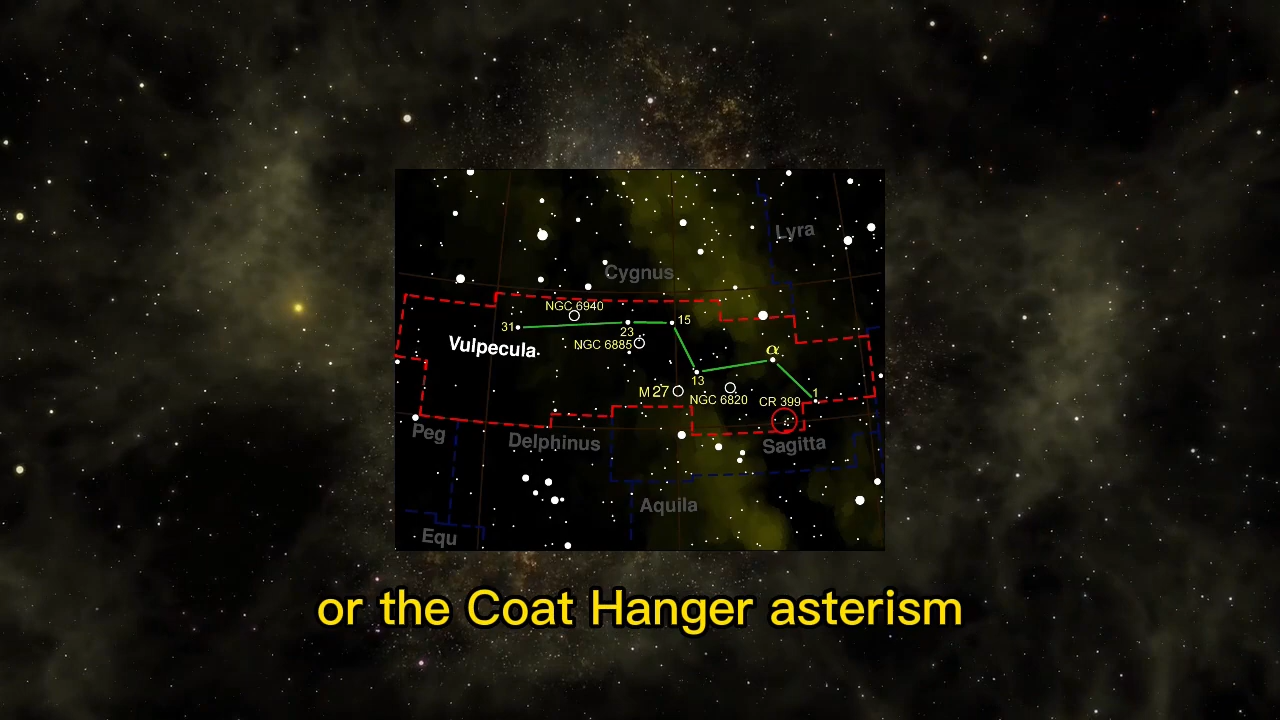 Lyra
Cygnus
NGC 6940
31
23
15
Vulpecula
NGC 6885
α
13
M 27
NGC 6820
CR 399
1
Peg
Delphinus
Sagitta
Aquila
Equ
or the Coat Hanger asterism